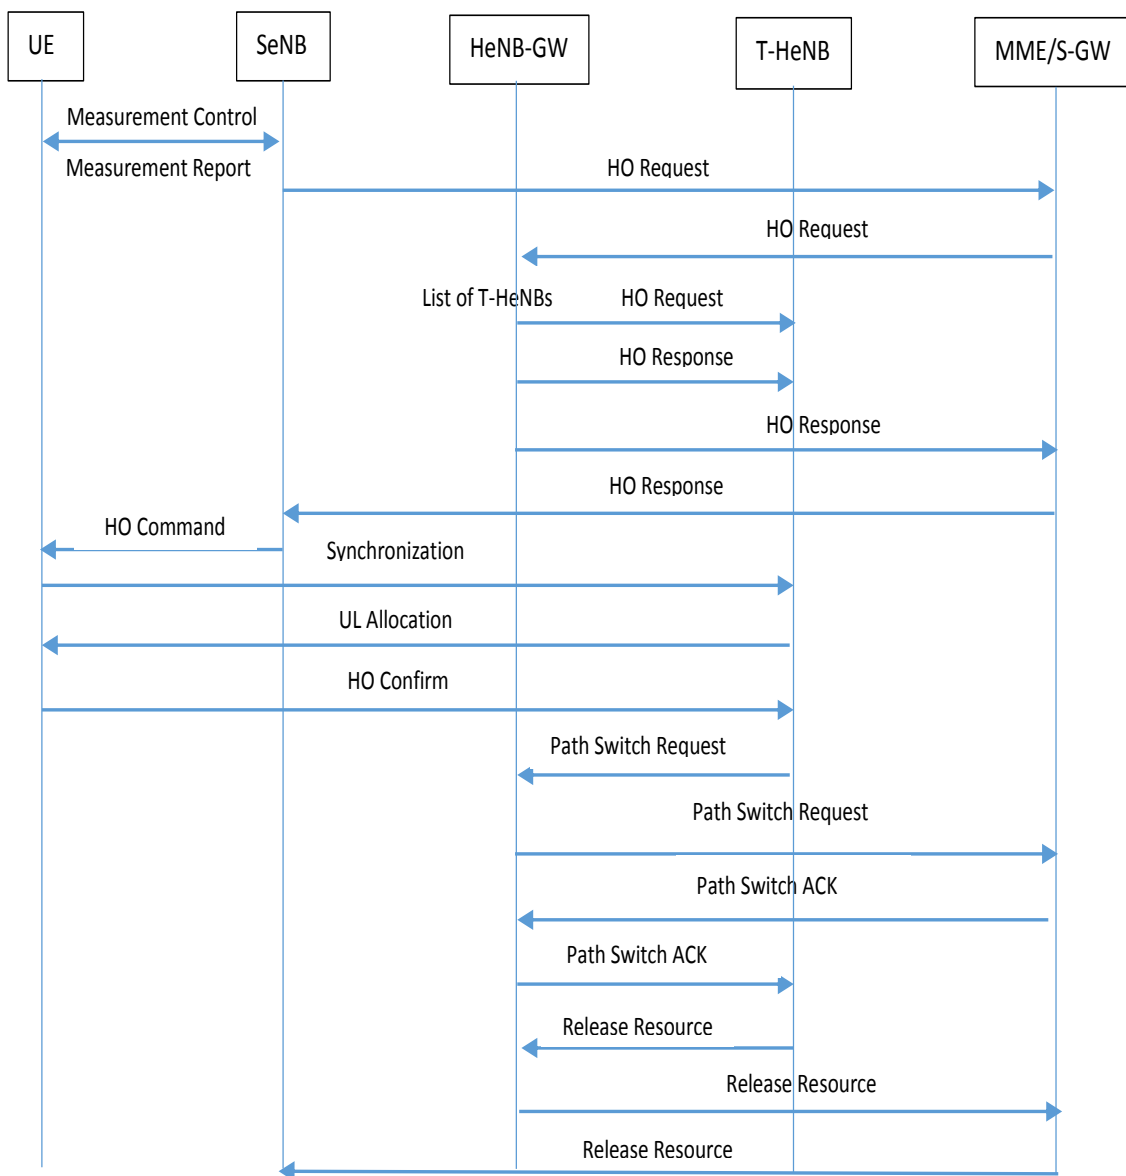 UE
SeNB
HeNB-GW
T-HeNB
MME/S-GW
Measurement Control
Measurement Report
HO Request
HO Request
List of T-HeNBs
HO Request
HO Response
HO Response
HO Response
HO Command
Synchronization
UL Allocation
HO Confirm
Path Switch Request
Path Switch Request
Path Switch ACK
Path Switch ACK
Release Resource
Release Resource
Release Resource